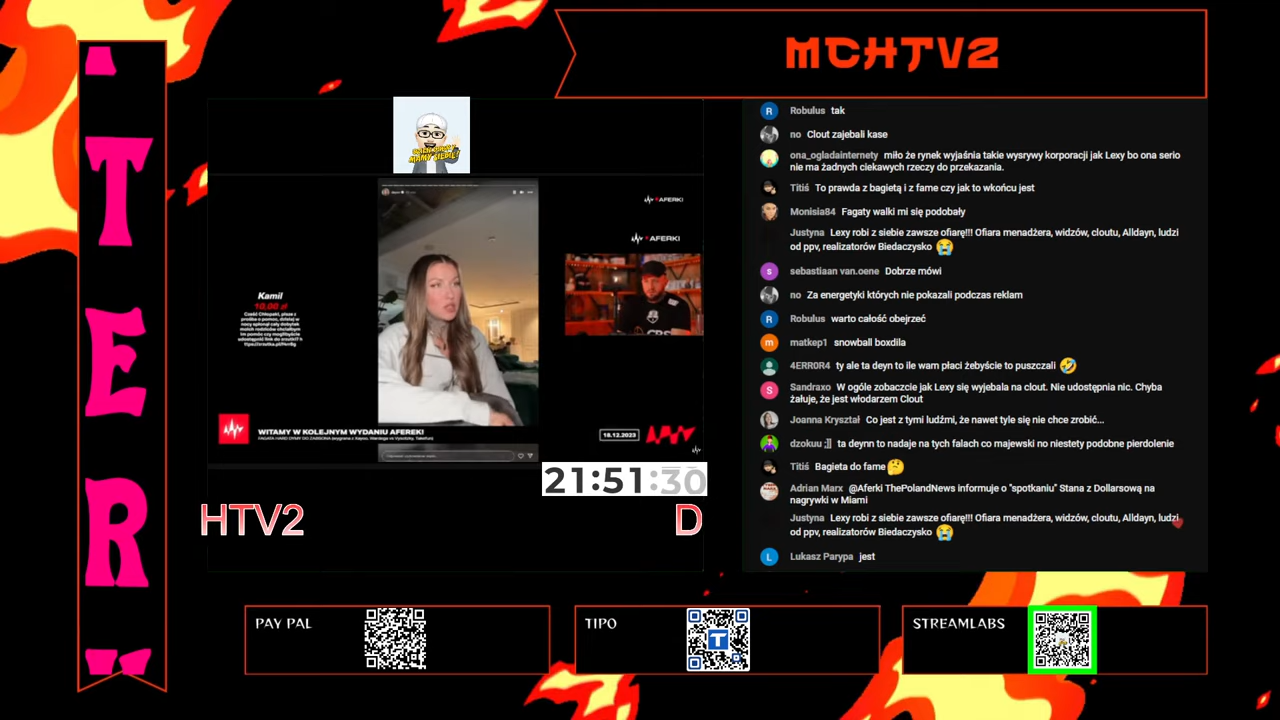 MCHTV2
T
E
R
MAMY CIEBIE!
AFERKI
AFERKI
Kamil
10.00 zł
WITAMY W KOLEJNYM WYDANIU AFEREK!
18.12.2023
21:51:30
HTV2
D
Robulus tak
no Clout zajebali kase
ona_ogladainternety miło że rynek wyjaśnia takie wysrywy korporacji jak Lexy bo ona serio
nie ma żadnych ciekawych rzeczy do przekazania.
Titiś To prawda z bagietą i z fame czy jak to wkońcu jest
Monisia84 Fagaty walki mi się podobały
Justyna Lexy robi z siebie zawsze ofiarę!!! Ofiara menadżera, widzów, cloutu, Alldayn, ludzi
od ppv, realizatorów Biedaczysko 😭
sebastiaan van.oene Dobrze mówi
no Za energetyki których nie pokazali podczas reklam
Robulus warto całość obejrzeć
matkep1 snowball boxdila
4ERR0R4 ty ale ta deyn to ile wam płaci żebyście to puszczali 🤣
Sandraxo W ogóle zobaczcie jak Lexy się wyjebala na clout. Nie udostępnia nic. Chyba
żałuje, że jest włodarzem Clout
Joanna Kryształ Co jest z tymi ludźmi, że nawet tyle się nie chce zrobić...
dzokuu ;]] ta deynn to nadaje na tych falach co majewski no niestety podobne pierdolenie
Titiś Bagieta do fame 🤔
Adrian Marx @Aferki ThePolandNews informuje o "spotkaniu" Stana z Dollarsową na
nagrywki w Miami
Justyna Lexy robi z siebie zawsze ofiarę!!! Ofiara menadżera, widzów, cloutu, Alldayn, ludzi
od ppv, realizatorów Biedaczysko 😭
Lukasz Parypa jest
PAY PAL
TIPO
T
STREAMLABS